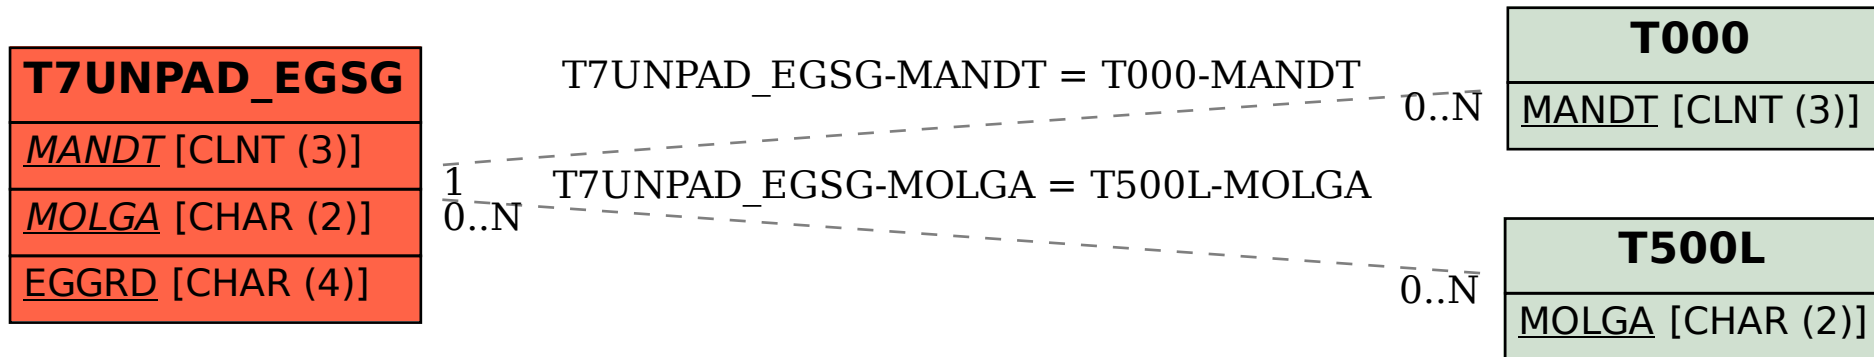 T7UNPAD_EGSG
MANDT [CLNT (3)]
MOLGA [CHAR (2)]
EGGRD [CHAR (4)]
T7UNPAD_EGSG-MANDT = T000-MANDT
0..N
1
T7UNPAD_EGSG-MOLGA = T500L-MOLGA
0..N
0..N
T000
MANDT [CLNT (3)]
T500L
MOLGA [CHAR (2)]